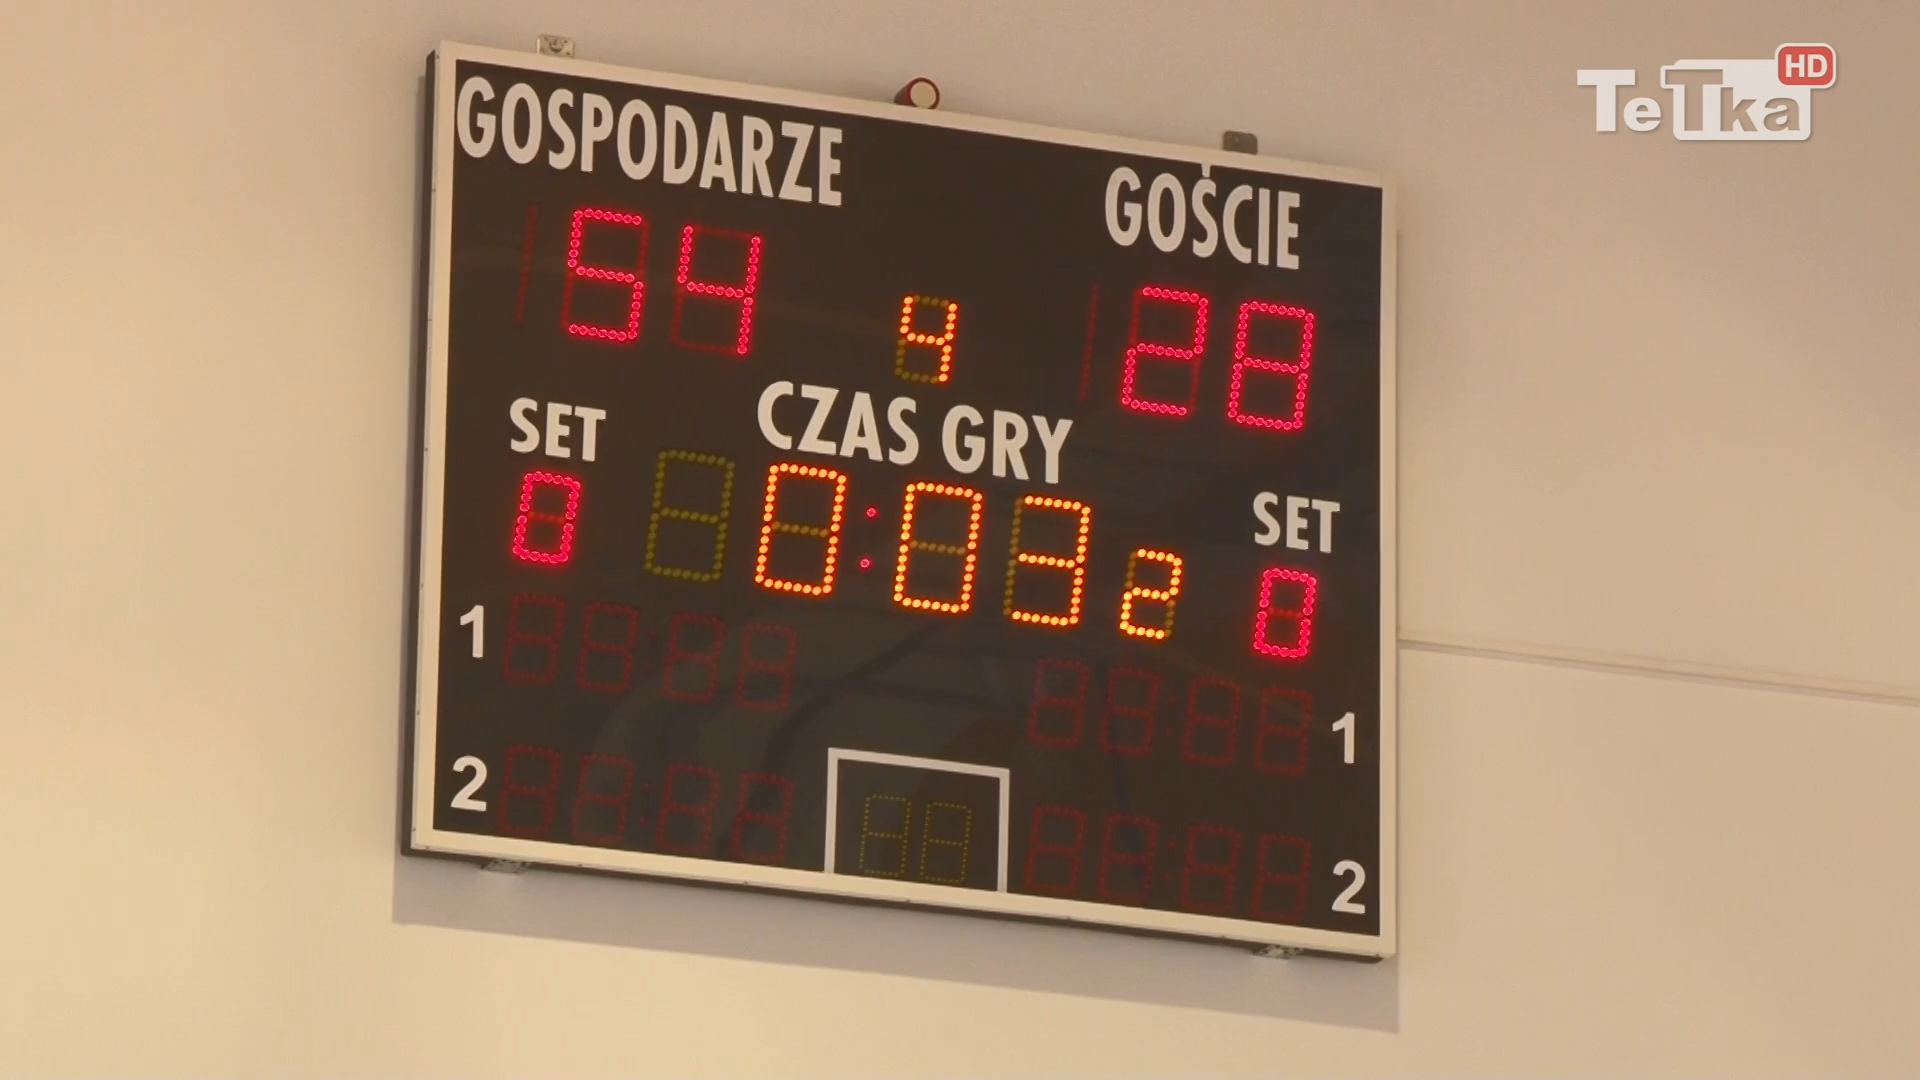 TeTka HD
GOSPODARZE
GOŚCIE
54
4
28
SET
CZAS GRY
SET
0
0:03 2
0
1
1
2
2